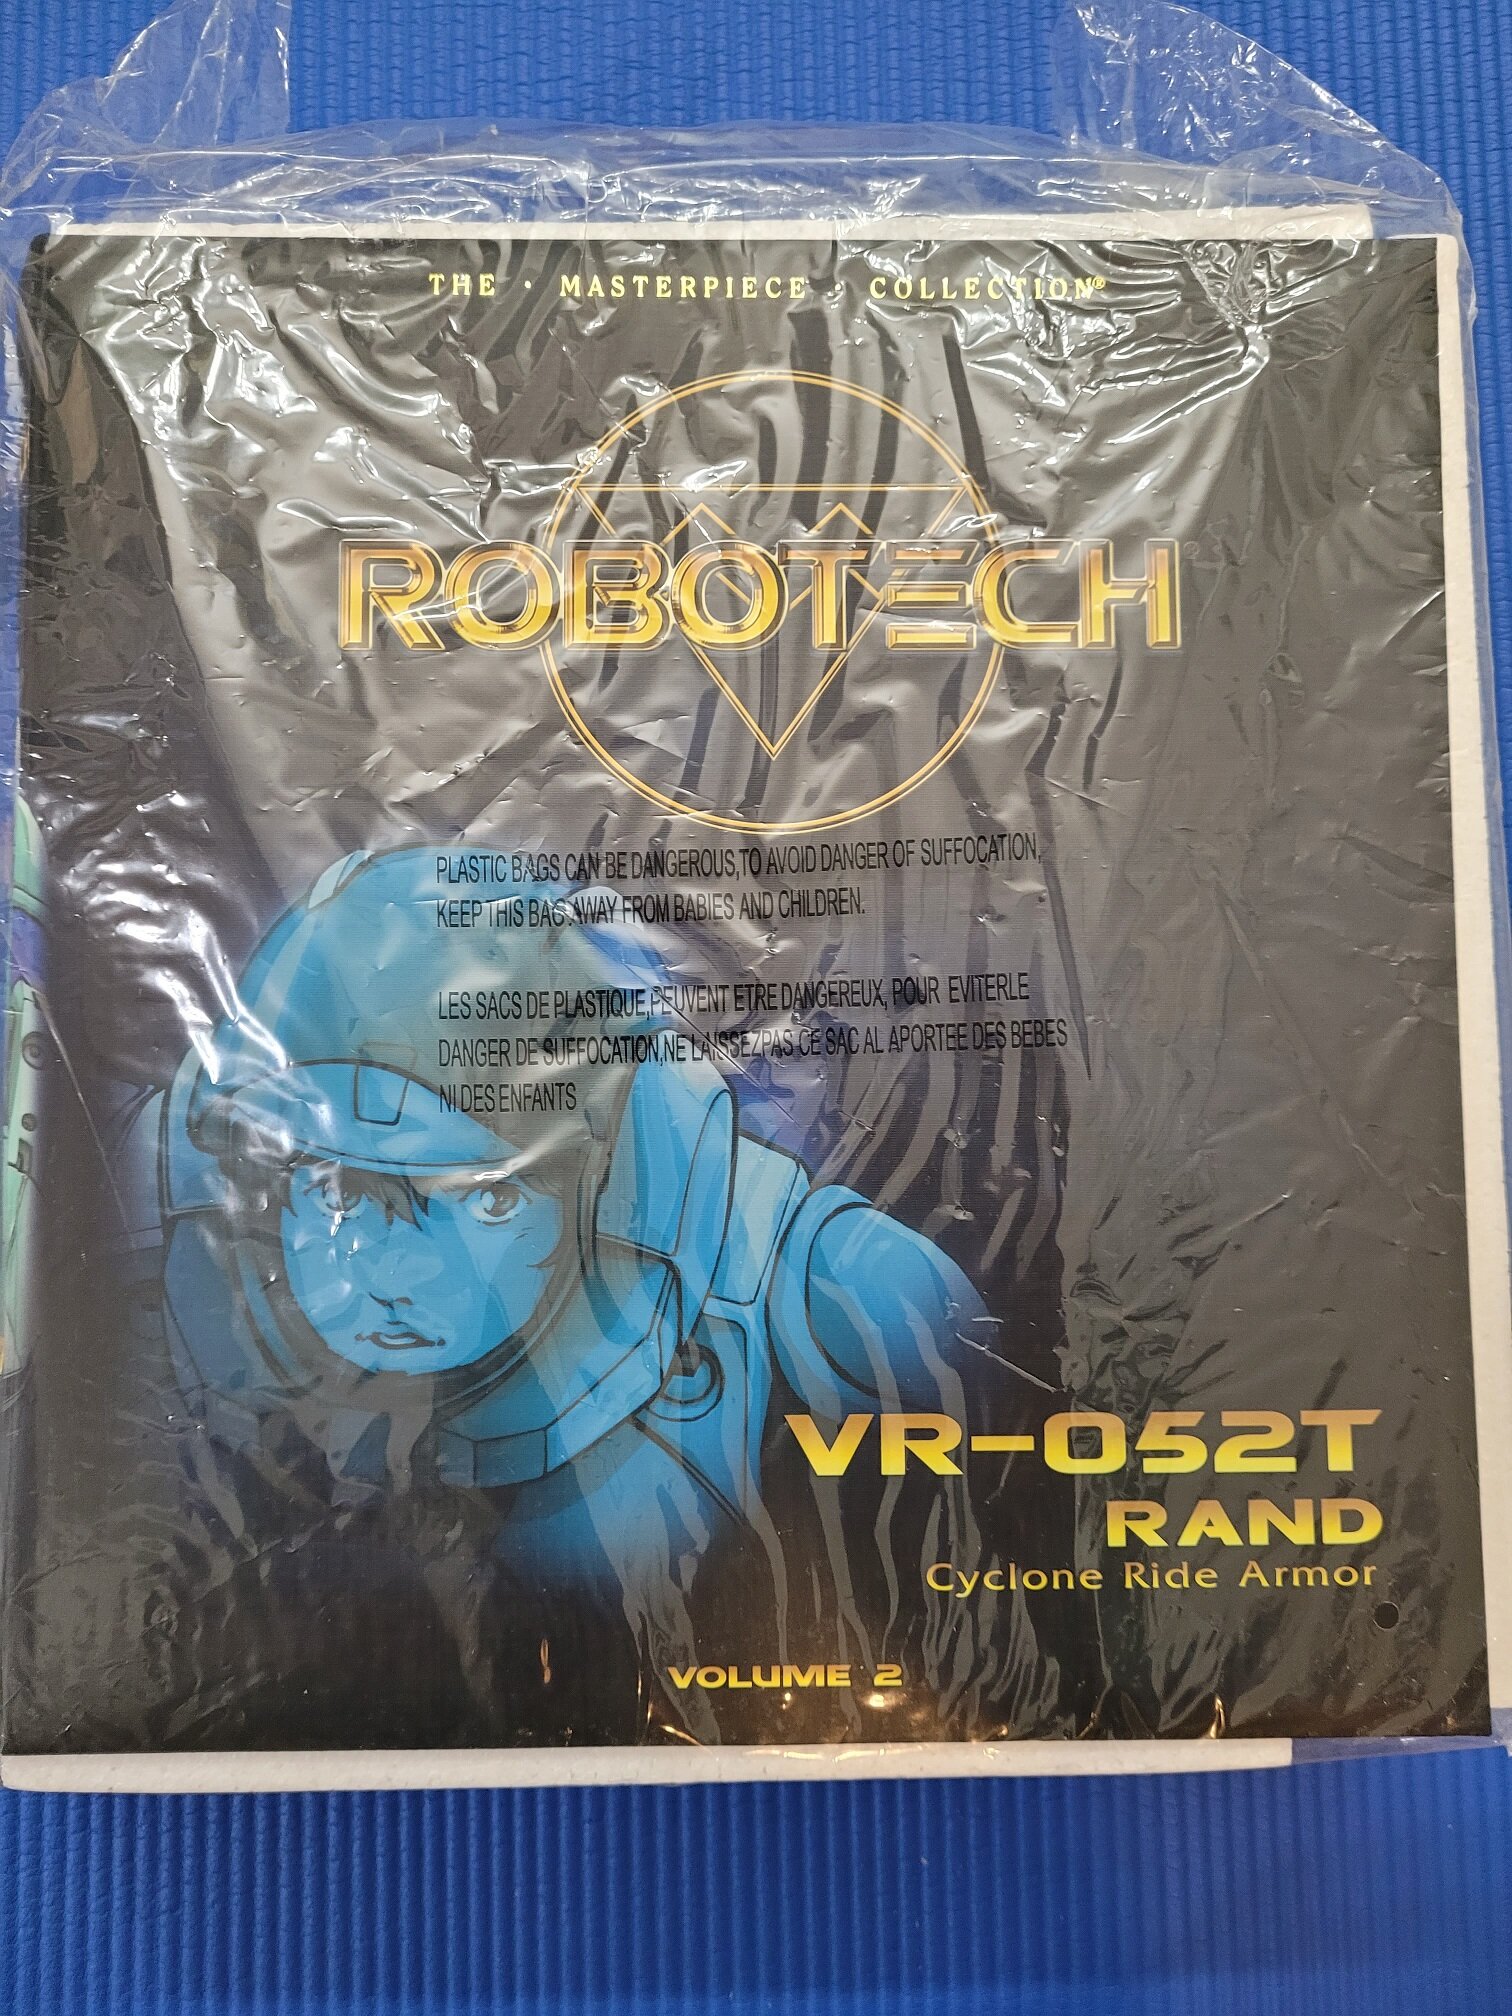 THE · MASTERPIECE · COLLECTION®
ROBOTECH
PLASTIC BAGS CAN BE DANGEROUS,TO AVOID DANGER OF SUFFOCATION,
KEEP THIS BAG AWAY FROM BABIES AND CHILDREN.
LES SACS DE PLASTIQUE,PEUVENT ETRE DANGEREUX, POUR EVITERLE
DANGER DE SUFFOCATION,NE LAISSEZPAS CE SAC AL APORTEE DES BEBES
NI DES ENFANTS
VR-052T
RAND
Cyclone Ride Armor
VOLUME 2